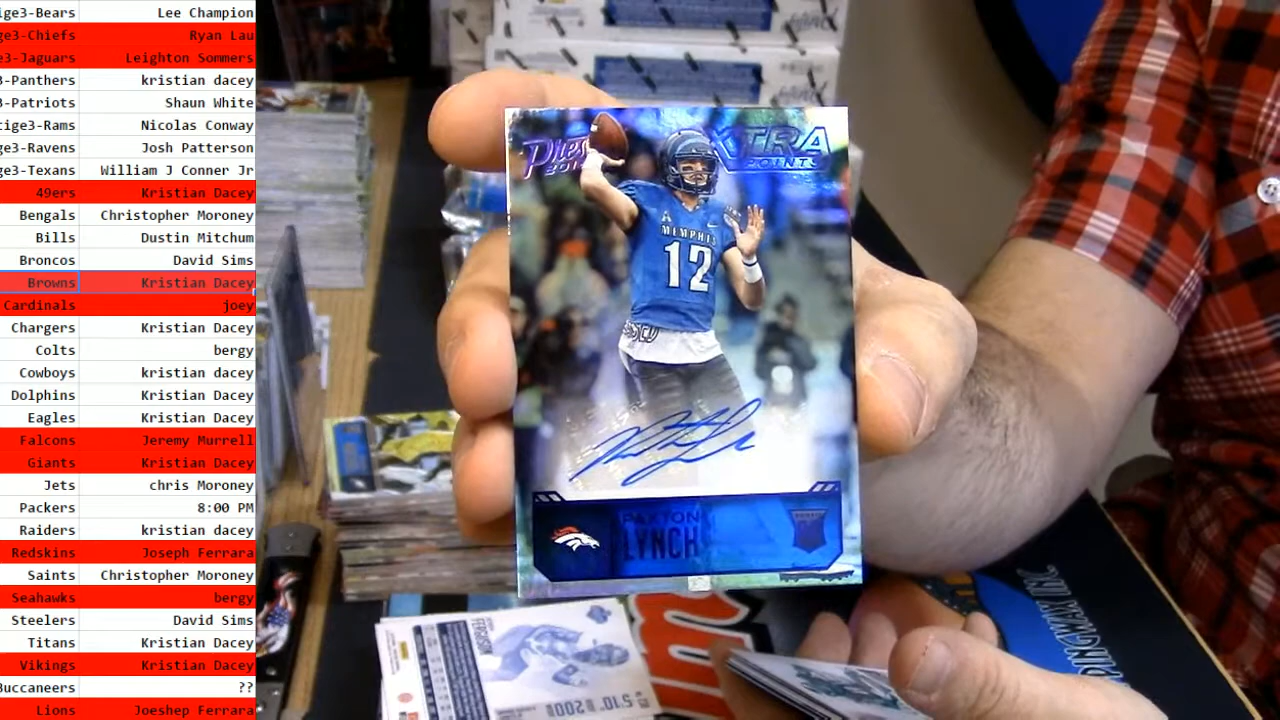 ige3-Bears Lee Champion
ge3-Chiefs Ryan Lau
e3-Jaguars Leighton Sommers
3-Panthers kristian dacey
3-Patriots Shaun White
tige3-Rams Nicolas Conway
ge3-Ravens Josh Patterson
ge3-Texans William J Conner Jr
49ers Kristian Dacey
Bengals Christopher Moroney
Bills Dustin Mitchum
Broncos David Sims
Browns Kristian Dacey
Cardinals joey
Chargers Kristian Dacey
Colts bergy
Cowboys kristian dacey
Dolphins Kristian Dacey
Eagles Kristian Dacey
Falcons Jeremy Murrell
Giants Kristian Dacey
Jets chris Moroney
Packers 8:00 PM
Raiders kristian dacey
Redskins Joseph Ferrara
Saints Christopher Moroney
Seahawks bergy
Steelers David Sims
Titans Kristian Dacey
Vikings Kristian Dacey
Buccaneers ??
Lions Joeshep Ferrara
XTRA
POINTS
MEMPHIS
12
PAXTON
LYNCH
FERGUSON
5'10" 200